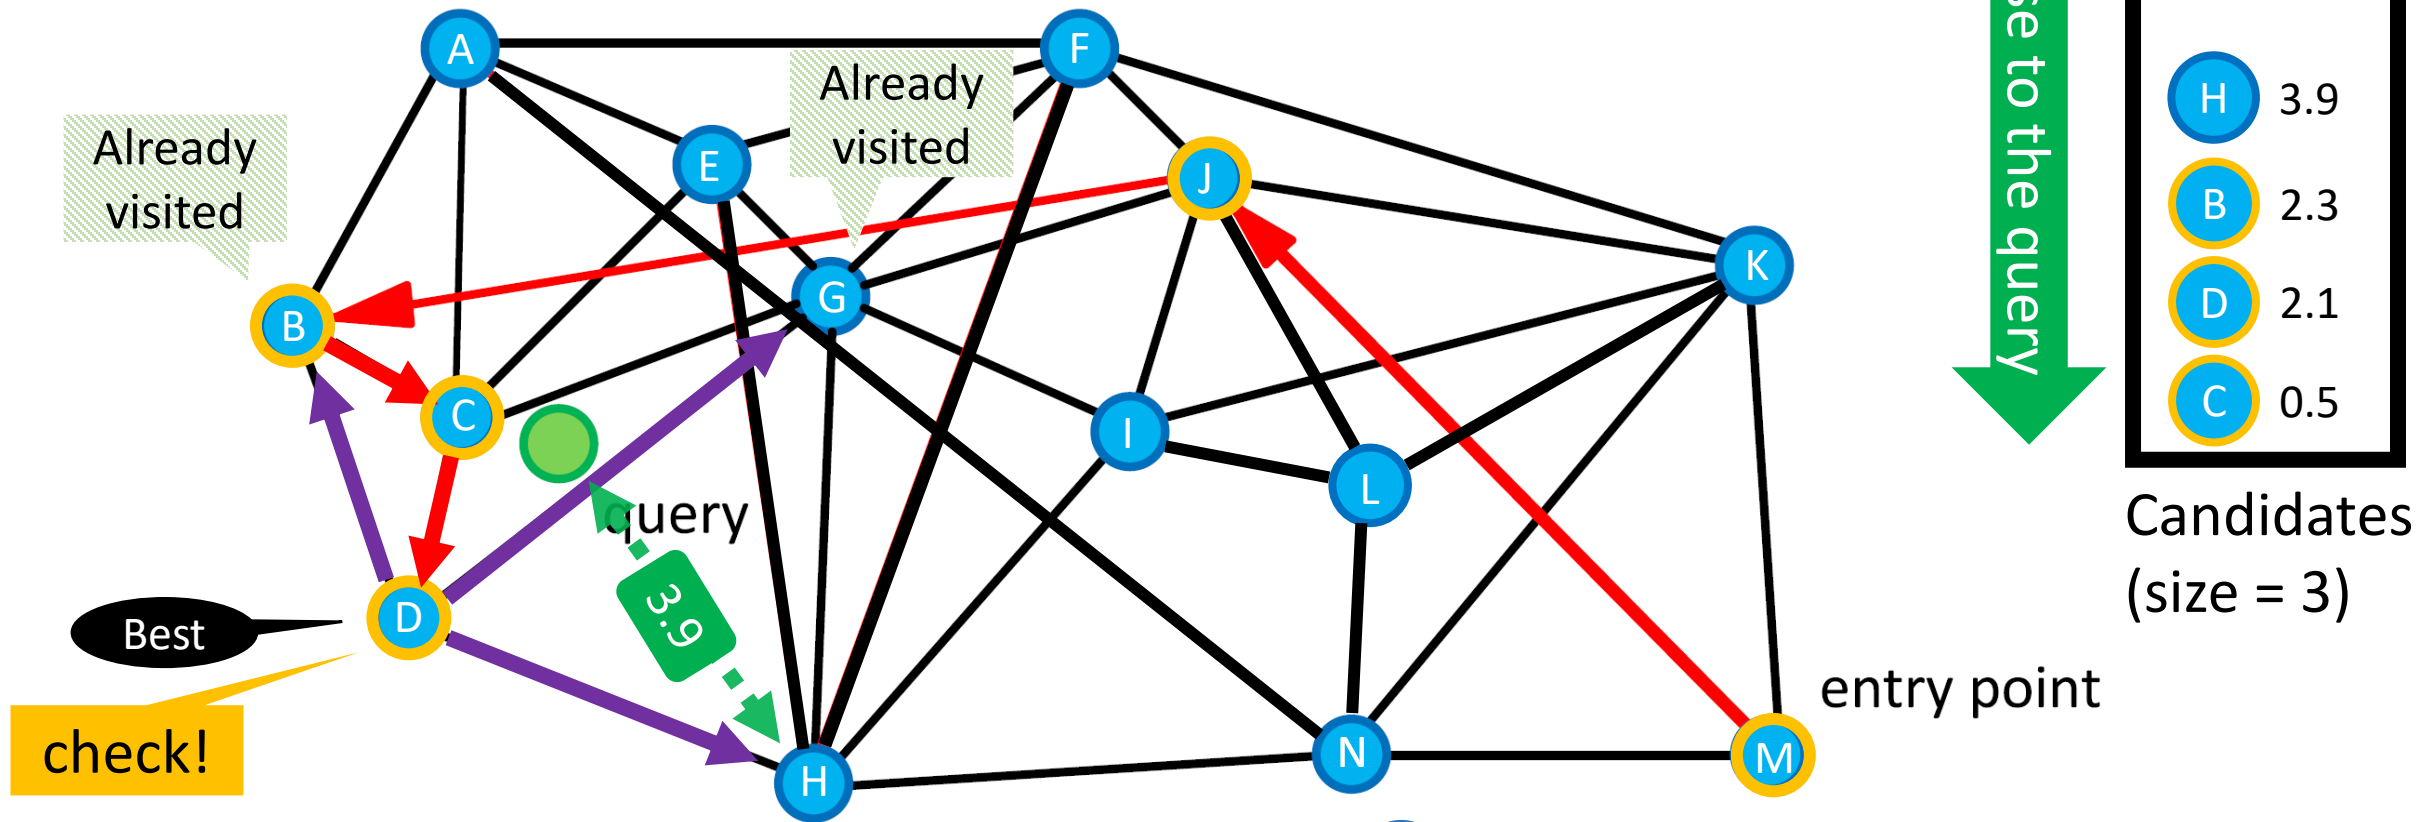 A
F
Already
visited
Already
visited
E
J
K
G
B
C
I
L
query
3.9
D
Best
check!
H
N
M
entry point
se to the query
H 3.9
B 2.3
D 2.1
C 0.5
Candidates
(size = 3)